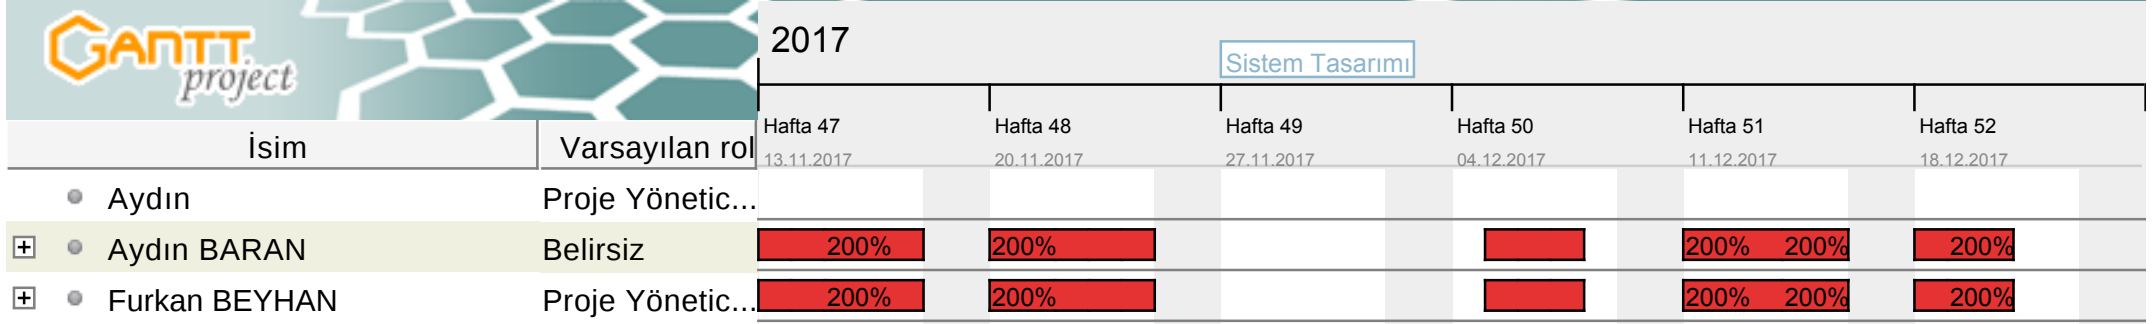 GANTT
project
2017
Sistem Tasarımı
Hafta 47 Hafta 48 Hafta 49 Hafta 50 Hafta 51 Hafta 52
İsim Varsayılan rol 13.11.2017 20.11.2017 27.11.2017 04.12.2017 11.12.2017 18.12.2017
Aydın Proje Yönetic...
Aydın BARAN Belirsiz 200% 200% 200% 200% 200%
Furkan BEYHAN Proje Yönetic... 200% 200% 200% 200% 200%